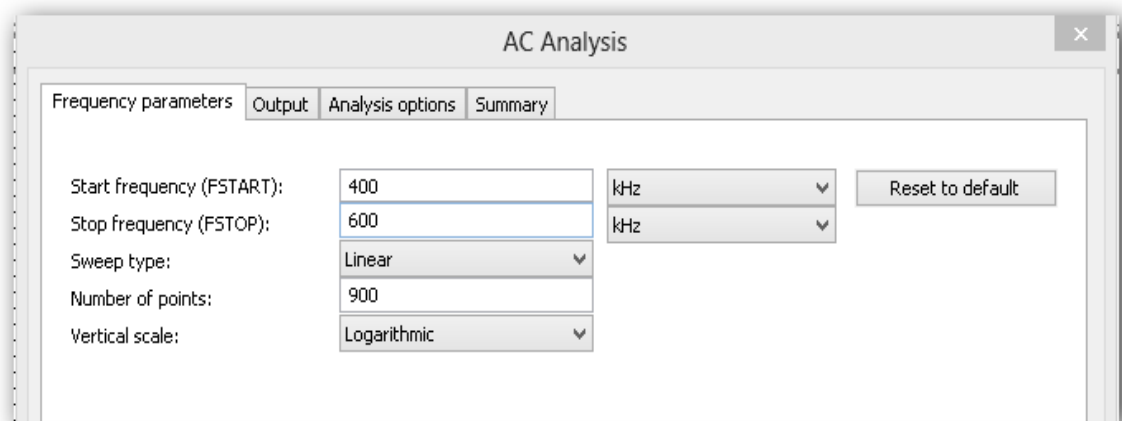 AC Analysis
Frequency parameters Output Analysis options Summary
Start frequency (FSTART): 400 kHz Reset to default
Stop frequency (FSTOP): 600 kHz
Sweep type: Linear
Number of points: 900
Vertical scale: Logarithmic